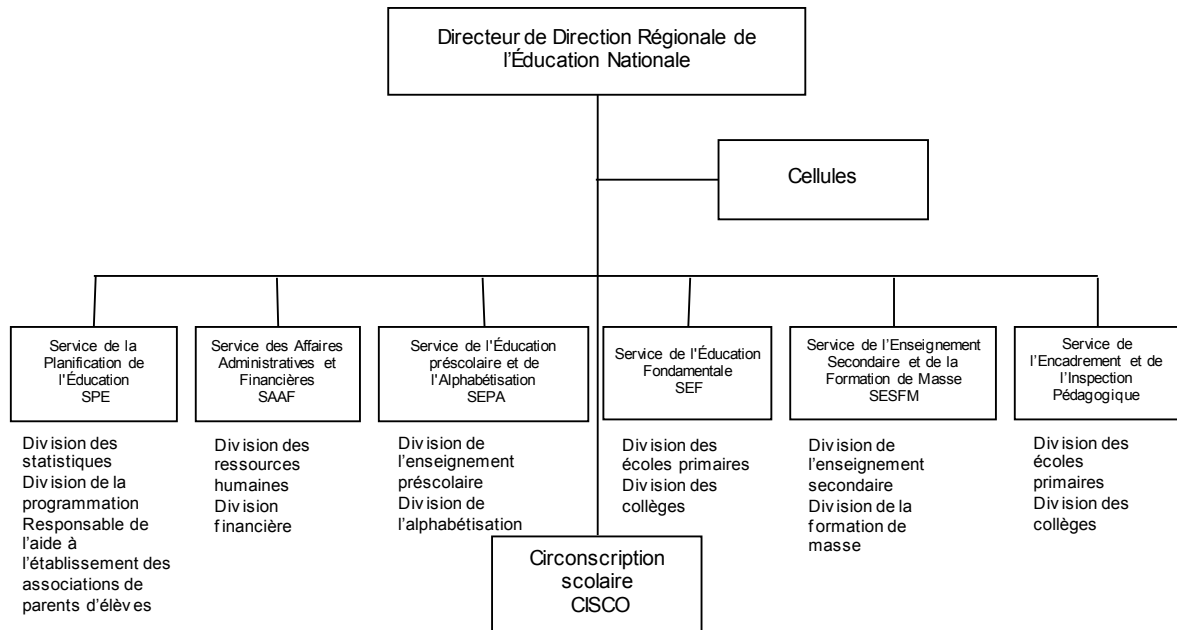 Directeur de Direction Régionale de
l'Éducation Nationale
Cellules
Service de la
Planification de
l'Éducation
SPE
Service des Affaires
Administratives et
Financières
SAAF
Service de l'Éducation
préscolaire et de
l'Alphabétisation
SEPA
Service de l'Éducation
Fondamentale
SEF
Service de l'Enseignement
Secondaire et de la
Formation de Masse
SESFM
Service de
l'Encadrement et de
l'Inspection
Pédagogique
Division des
statistiques
Division de la
programmation
Responsable de
l'aide à
l'établissement des
associations de
parents d'élèves
Division des
ressources
humaines
Division
financière
Division de
l'enseignement
préscolaire
Division de
l'alphabétisation
Division des
écoles primaires
Division des
collèges
Division de
l'enseignement
secondaire
Division de la
formation de
masse
Division des
écoles
primaires
Division des
collèges
Circonscription
scolaire
CISCO